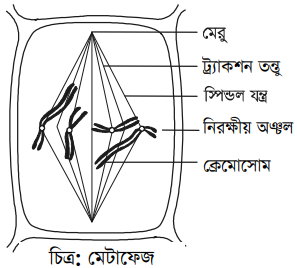 মেরু
ট্র্যাকশন তন্তু
স্পিন্ডল যন্ত্র
নিরক্ষীয় অঞ্চল
ক্রেমোসোম
চিত্র: মেটাফেজ